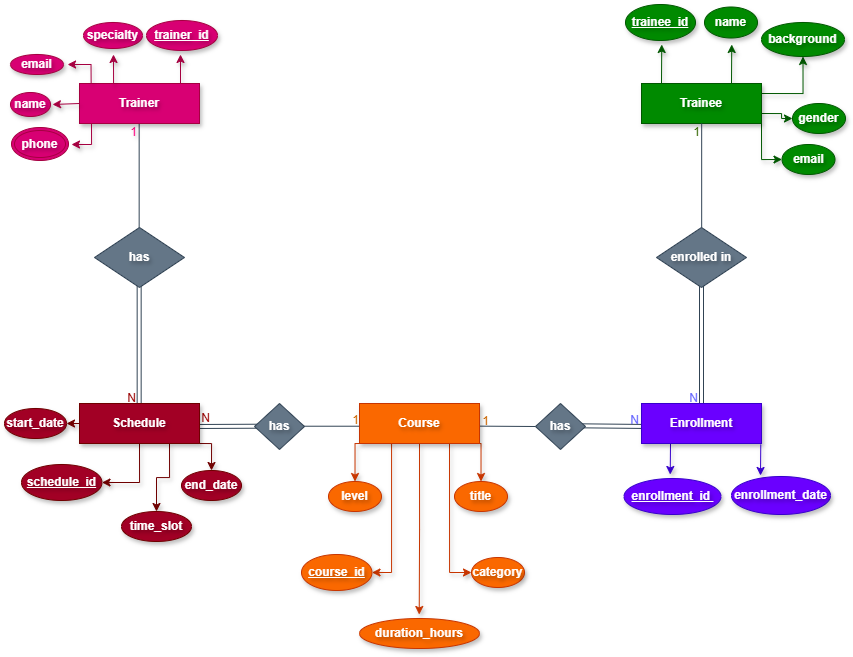 specialty
trainer_id
email
Trainer
name
phone
1
trainee_id
name
background
Trainee
gender
email
1
has
enrolled in
N
N
start_date
Schedule
N
has
1
Course
1
has
N
Enrollment
schedule_id
end_date
time_slot
level
title
enrollment_id
enrollment_date
course_id
category
duration_hours